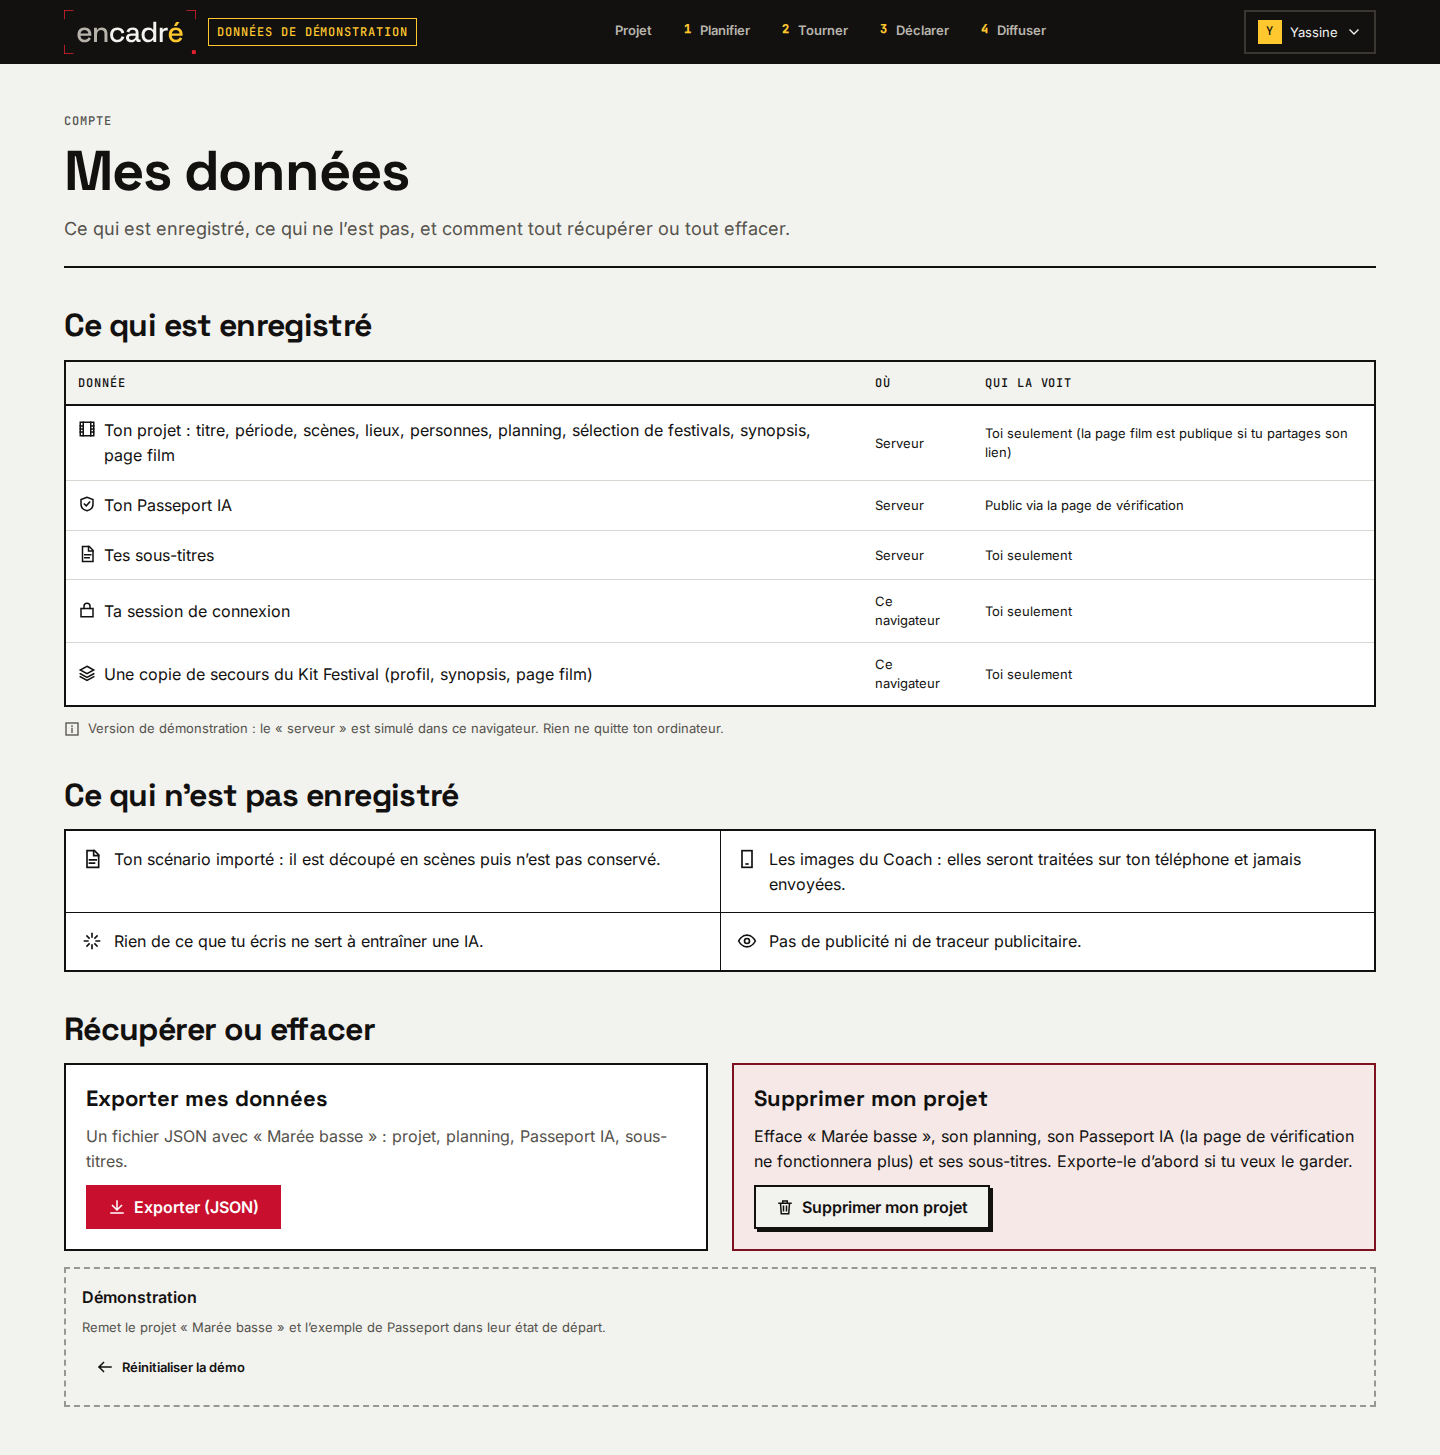 encadré
DONNÉES DE DÉMONSTRATION
Projet
1 Planifier
2 Tourner
3 Déclarer
4 Diffuser
Y Yassine
COMPTE
Mes données
Ce qui est enregistré, ce qui ne l’est pas, et comment tout récupérer ou tout effacer.
Ce qui est enregistré
DONNÉE OÙ QUI LA VOIT
Ton projet : titre, période, scènes, lieux, personnes, planning, sélection de festivals, synopsis,
page film
Serveur
Toi seulement (la page film est publique si tu partages son
lien)
Ton Passeport IA Serveur Public via la page de vérification
Tes sous-titres Serveur Toi seulement
Ta session de connexion
Ce
navigateur
Toi seulement
Une copie de secours du Kit Festival (profil, synopsis, page film)
Ce
navigateur
Toi seulement
Version de démonstration : le « serveur » est simulé dans ce navigateur. Rien ne quitte ton ordinateur.
Ce qui n’est pas enregistré
Ton scénario importé : il est découpé en scènes puis n’est pas conservé.
Les images du Coach : elles seront traitées sur ton téléphone et jamais
envoyées.
Rien de ce que tu écris ne sert à entraîner une IA.
Pas de publicité ni de traceur publicitaire.
Récupérer ou effacer
Exporter mes données
Un fichier JSON avec « Marée basse » : projet, planning, Passeport IA, sous-
titres.
Exporter (JSON)
Supprimer mon projet
Efface « Marée basse », son planning, son Passeport IA (la page de vérification
ne fonctionnera plus) et ses sous-titres. Exporte-le d’abord si tu veux le garder.
Supprimer mon projet
Démonstration
Remet le projet « Marée basse » et l’exemple de Passeport dans leur état de départ.
Réinitialiser la démo